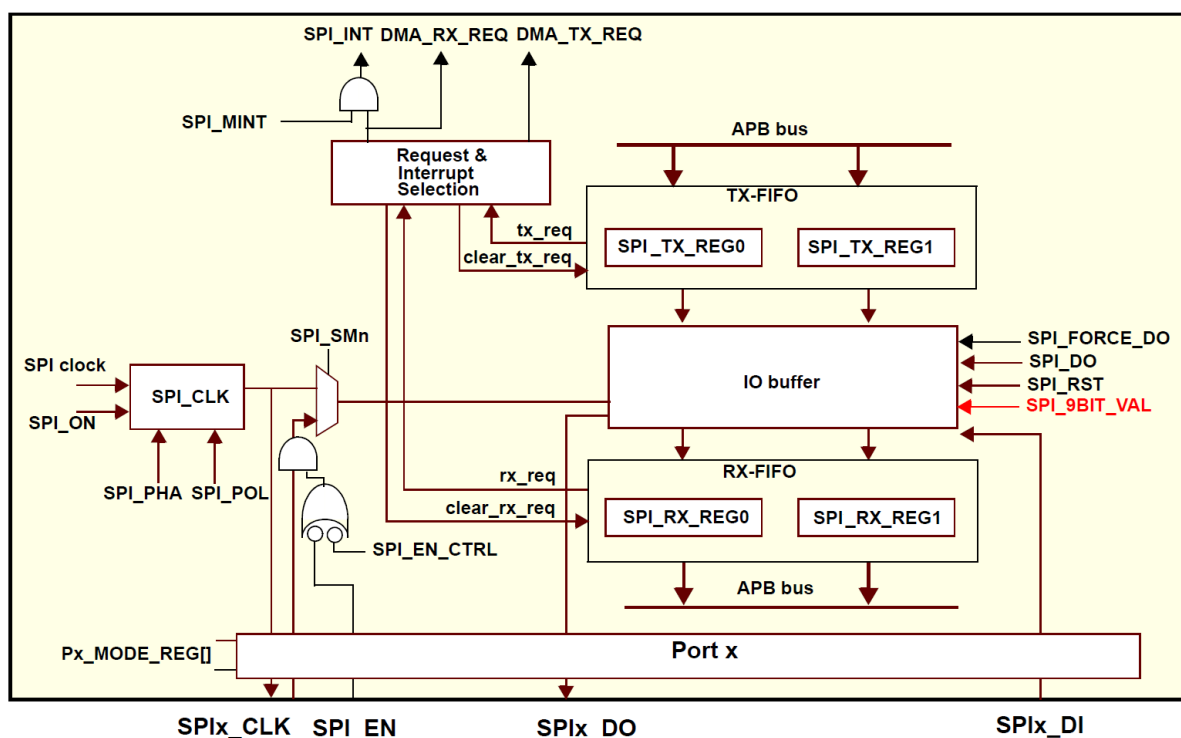 SPI_INT DMA_RX_REQ DMA_TX_REQ
SPI_MINT
APB bus
Request &
Interrupt
Selection
TX-FIFO
tx_req
clear_tx_req
SPI_TX_REG0
SPI_TX_REG1
SPI_SMn
SPI clock
SPI_ON
SPI_CLK
SPI_PHA
SPI_POL
IO buffer
SPI_FORCE_DO
SPI_DO
SPI_RST
SPI_9BIT_VAL
RX-FIFO
rx_req
clear_rx_req
SPI_RX_REG0
SPI_RX_REG1
SPI_EN_CTRL
APB bus
Px_MODE_REG[]
Port x
SPIx_CLK
SPI_EN
SPIx_DO
SPIx_DI